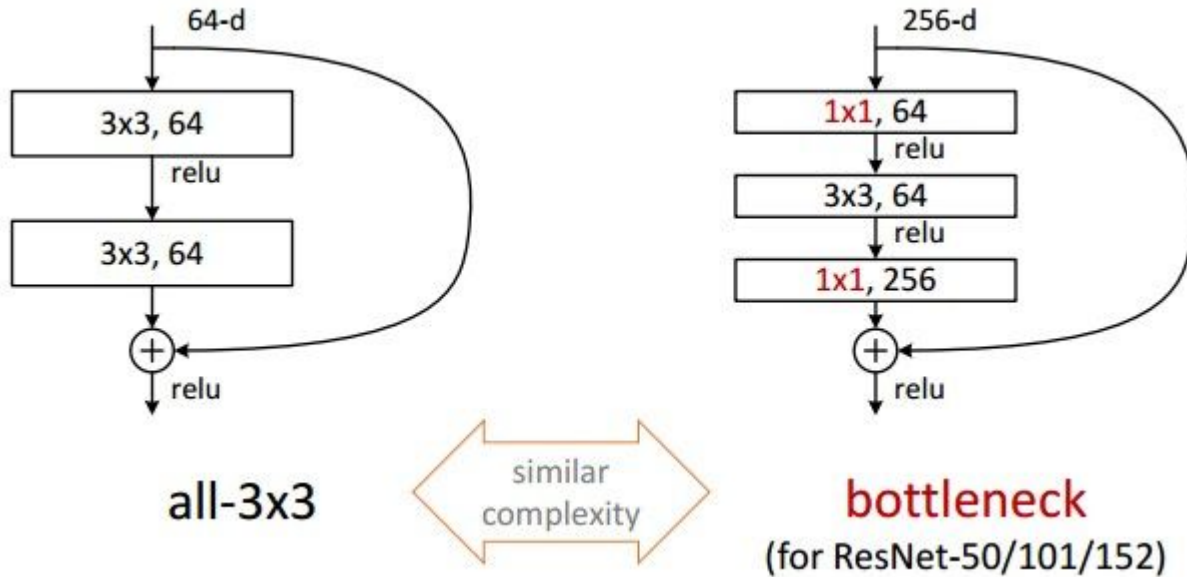 64-d
3x3, 64
relu
3x3, 64
+
relu
all-3x3
256-d
1x1, 64
relu
3x3, 64
relu
1x1, 256
+
relu
bottleneck
(for ResNet-50/101/152)
similar
complexity